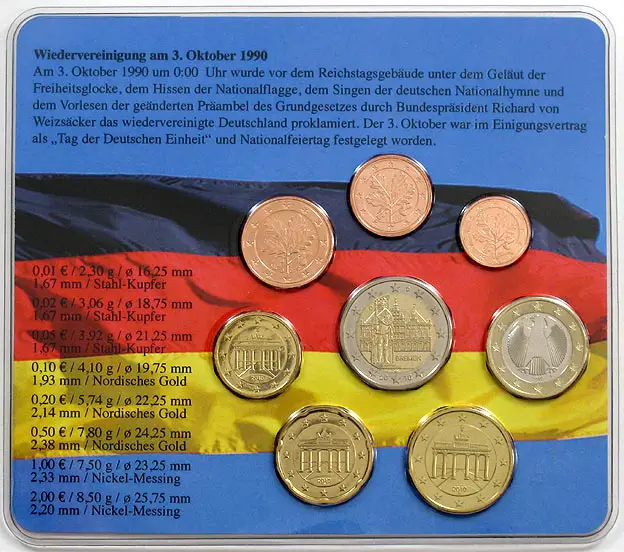 Wiedervereinigung am 3. Oktober 1990
Am 3. Oktober 1990 um 0:00 Uhr wurde vor dem Reichstagsgebäude unter dem Geläut der
Freiheitsglocke, dem Hissen der Nationalflagge, dem Singen der deutschen Nationalhymne und
dem Vorlesen der geänderten Präambel des Grundgesetzes durch Bundespräsident Richard von
Weizsäcker das wiedervereinigte Deutschland proklamiert. Der 3. Oktober war im Einigungsvertrag
als „Tag der Deutschen Einheit" und Nationalfeiertag festgelegt worden.
0,01 € / 2,30 g / ø 16,25 mm
1,67 mm / Stahl-Kupfer
0,02 € / 3,06 g / ø 18,75 mm
1,67 mm / Stahl-Kupfer
0,05 € / 3,92 g / ø 21,25 mm
1,67 mm / Stahl-Kupfer
0,10 € / 4,10 g / ø 19,75 mm
1,93 mm / Nordisches Gold
0,20 € / 5,74 g / ø 22,25 mm
2,14 mm / Nordisches Gold
0,50 € / 7,80 g / ø 24,25 mm
2,38 mm / Nordisches Gold
1,00 € / 7,50 g / ø 23,25 mm
2,33 mm / Nickel-Messing
2,00 € / 8,50 g / ø 25,75 mm
2,20 mm / Nickel-Messing
BREMEN
2010
2010
2010